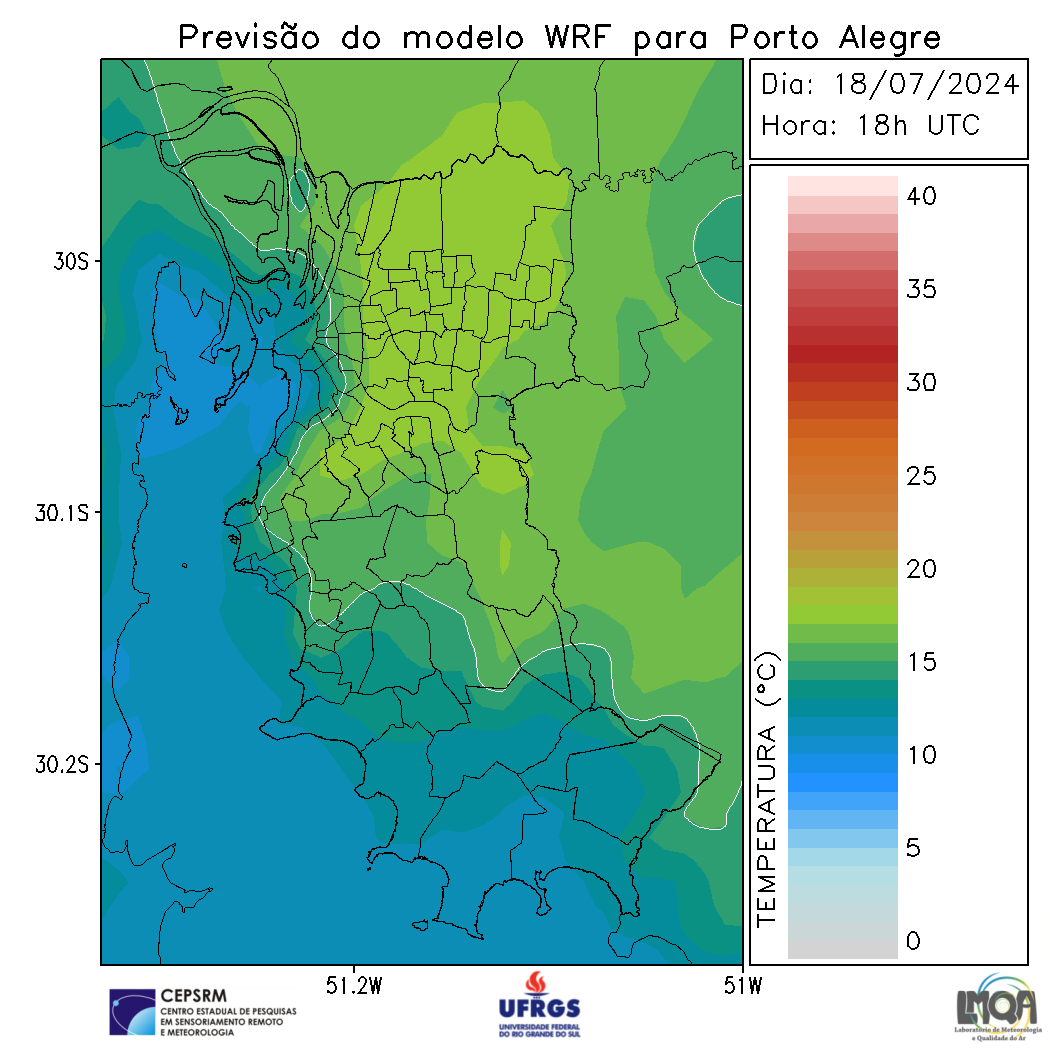 Previsão do modelo WRF para Porto Alegre
Dia: 18/07/2024
Hora: 18h UTC
40
35
30
25
20
15
10
5
0
TEMPERATURA (°C)
30S
30.1S
30.2S
51.2W
51W
CEPSRM
CENTRO ESTADUAL DE PESQUISAS
EM SENSORIAMENTO REMOTO
E METEOROLOGIA
UFRGS
UNIVERSIDADE FEDERAL
DO RIO GRANDE DO SUL
LMQA
Laboratório de Meteorologia
e Qualidade do Ar